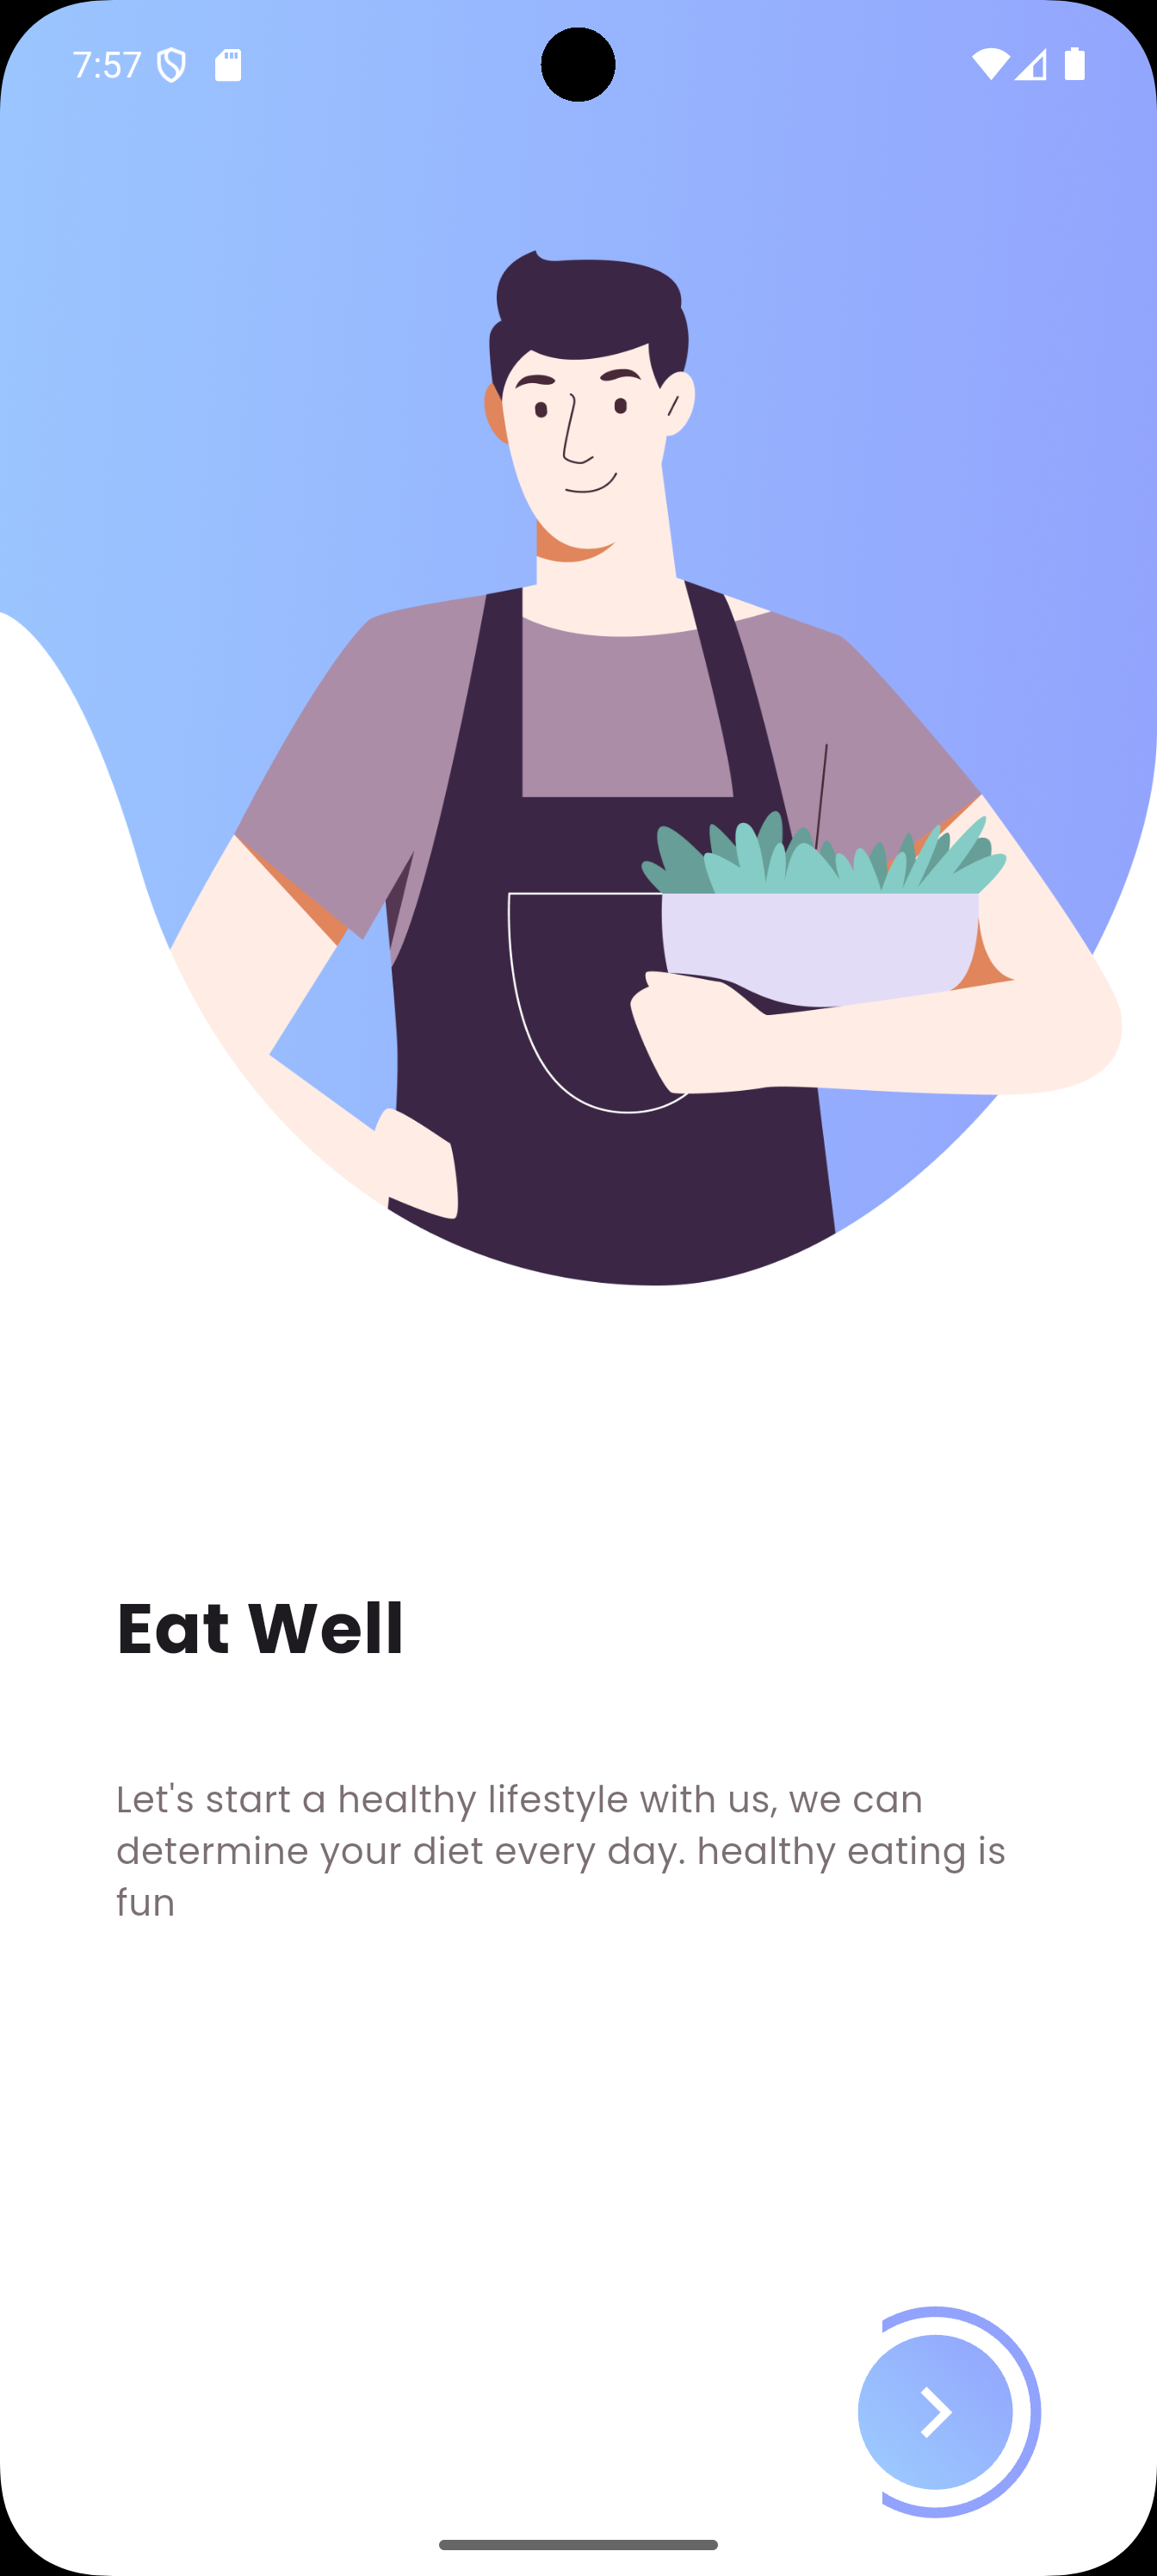 7:57
Eat Well
Let's start a healthy lifestyle with us, we can
determine your diet every day. healthy eating is
fun